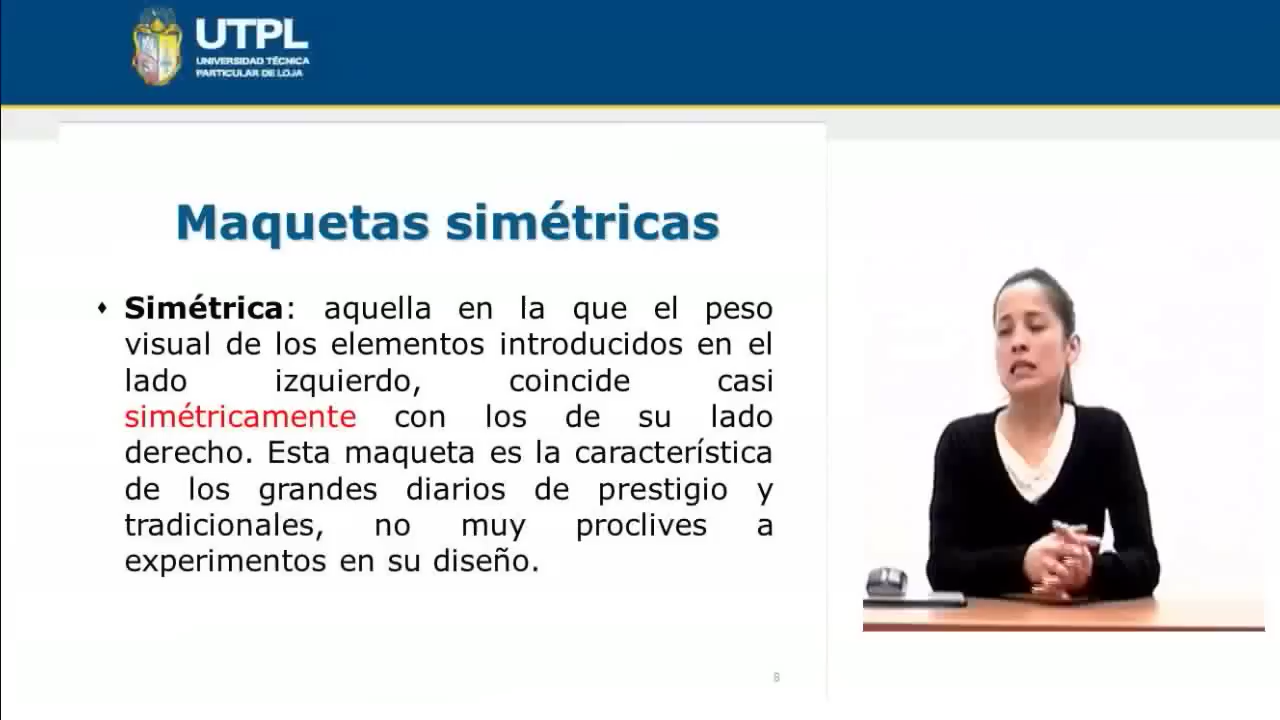 UTPL
UNIVERSIDAD TÉCNICA
PARTICULAR DE LOJA
Maquetas simétricas
Simétrica: aquella en la que el peso
visual de los elementos introducidos en el
lado izquierdo, coincide casi
simétricamente con los de su lado
derecho. Esta maqueta es la característica
de los grandes diarios de prestigio y
tradicionales, no muy proclives a
experimentos en su diseño.
8